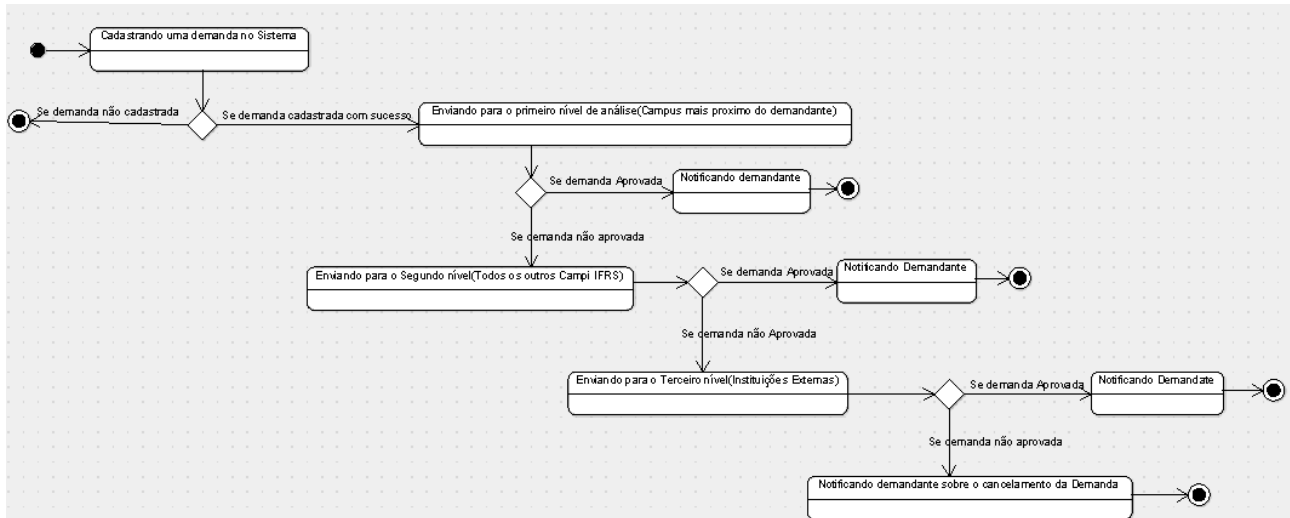 Cadastrando uma demanda no Sistema
Se demanda não cadastrada
Se demanda cadastrada com sucesso
Enviando para o primeiro nível de análise(Campus mais proximo do demandante)
Se demanda Aprovada
Notificando demandante
Se demanda não aprovada
Enviando para o Segundo nível(Todos os outros Campi IFRS)
Se demanda Aprovada
Notificando Demandante
Se demanda não Aprovada
Enviando para o Terceiro nível(Instituições Externas)
Se demanda Aprovada
Notificando Demandate
Se demanda não aprovada
Notificando demandante sobre o cancelamento da Demanda